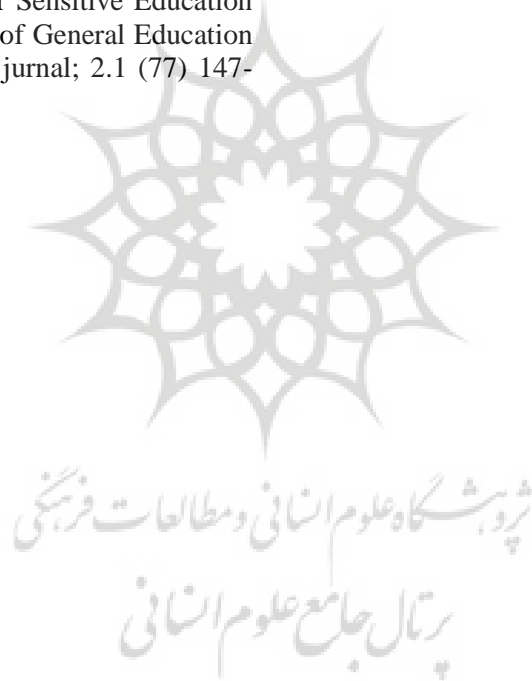 Sensitive Education
of General Education
jurnal; 2.1 (77) 147-
پژوهشگاه علوم انسانی و مطالعات فرهنگی
پرتال جامع علوم انسانی